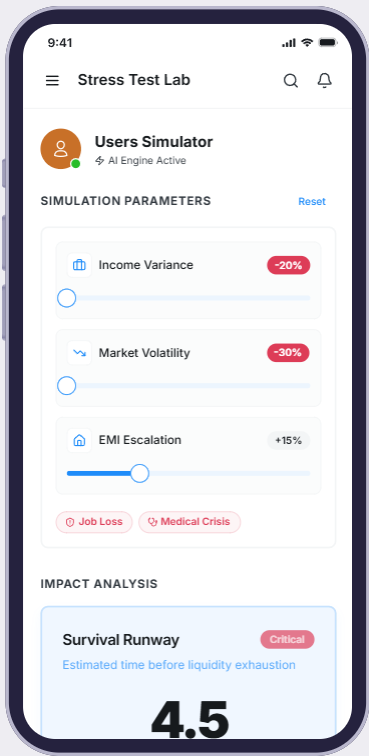 9:41
Stress Test Lab
Users Simulator
AI Engine Active
SIMULATION PARAMETERS Reset
Income Variance -20%
Market Volatility -30%
EMI Escalation +15%
Job Loss Medical Crisis
IMPACT ANALYSIS
Survival Runway Critical
Estimated time before liquidity exhaustion
4.5